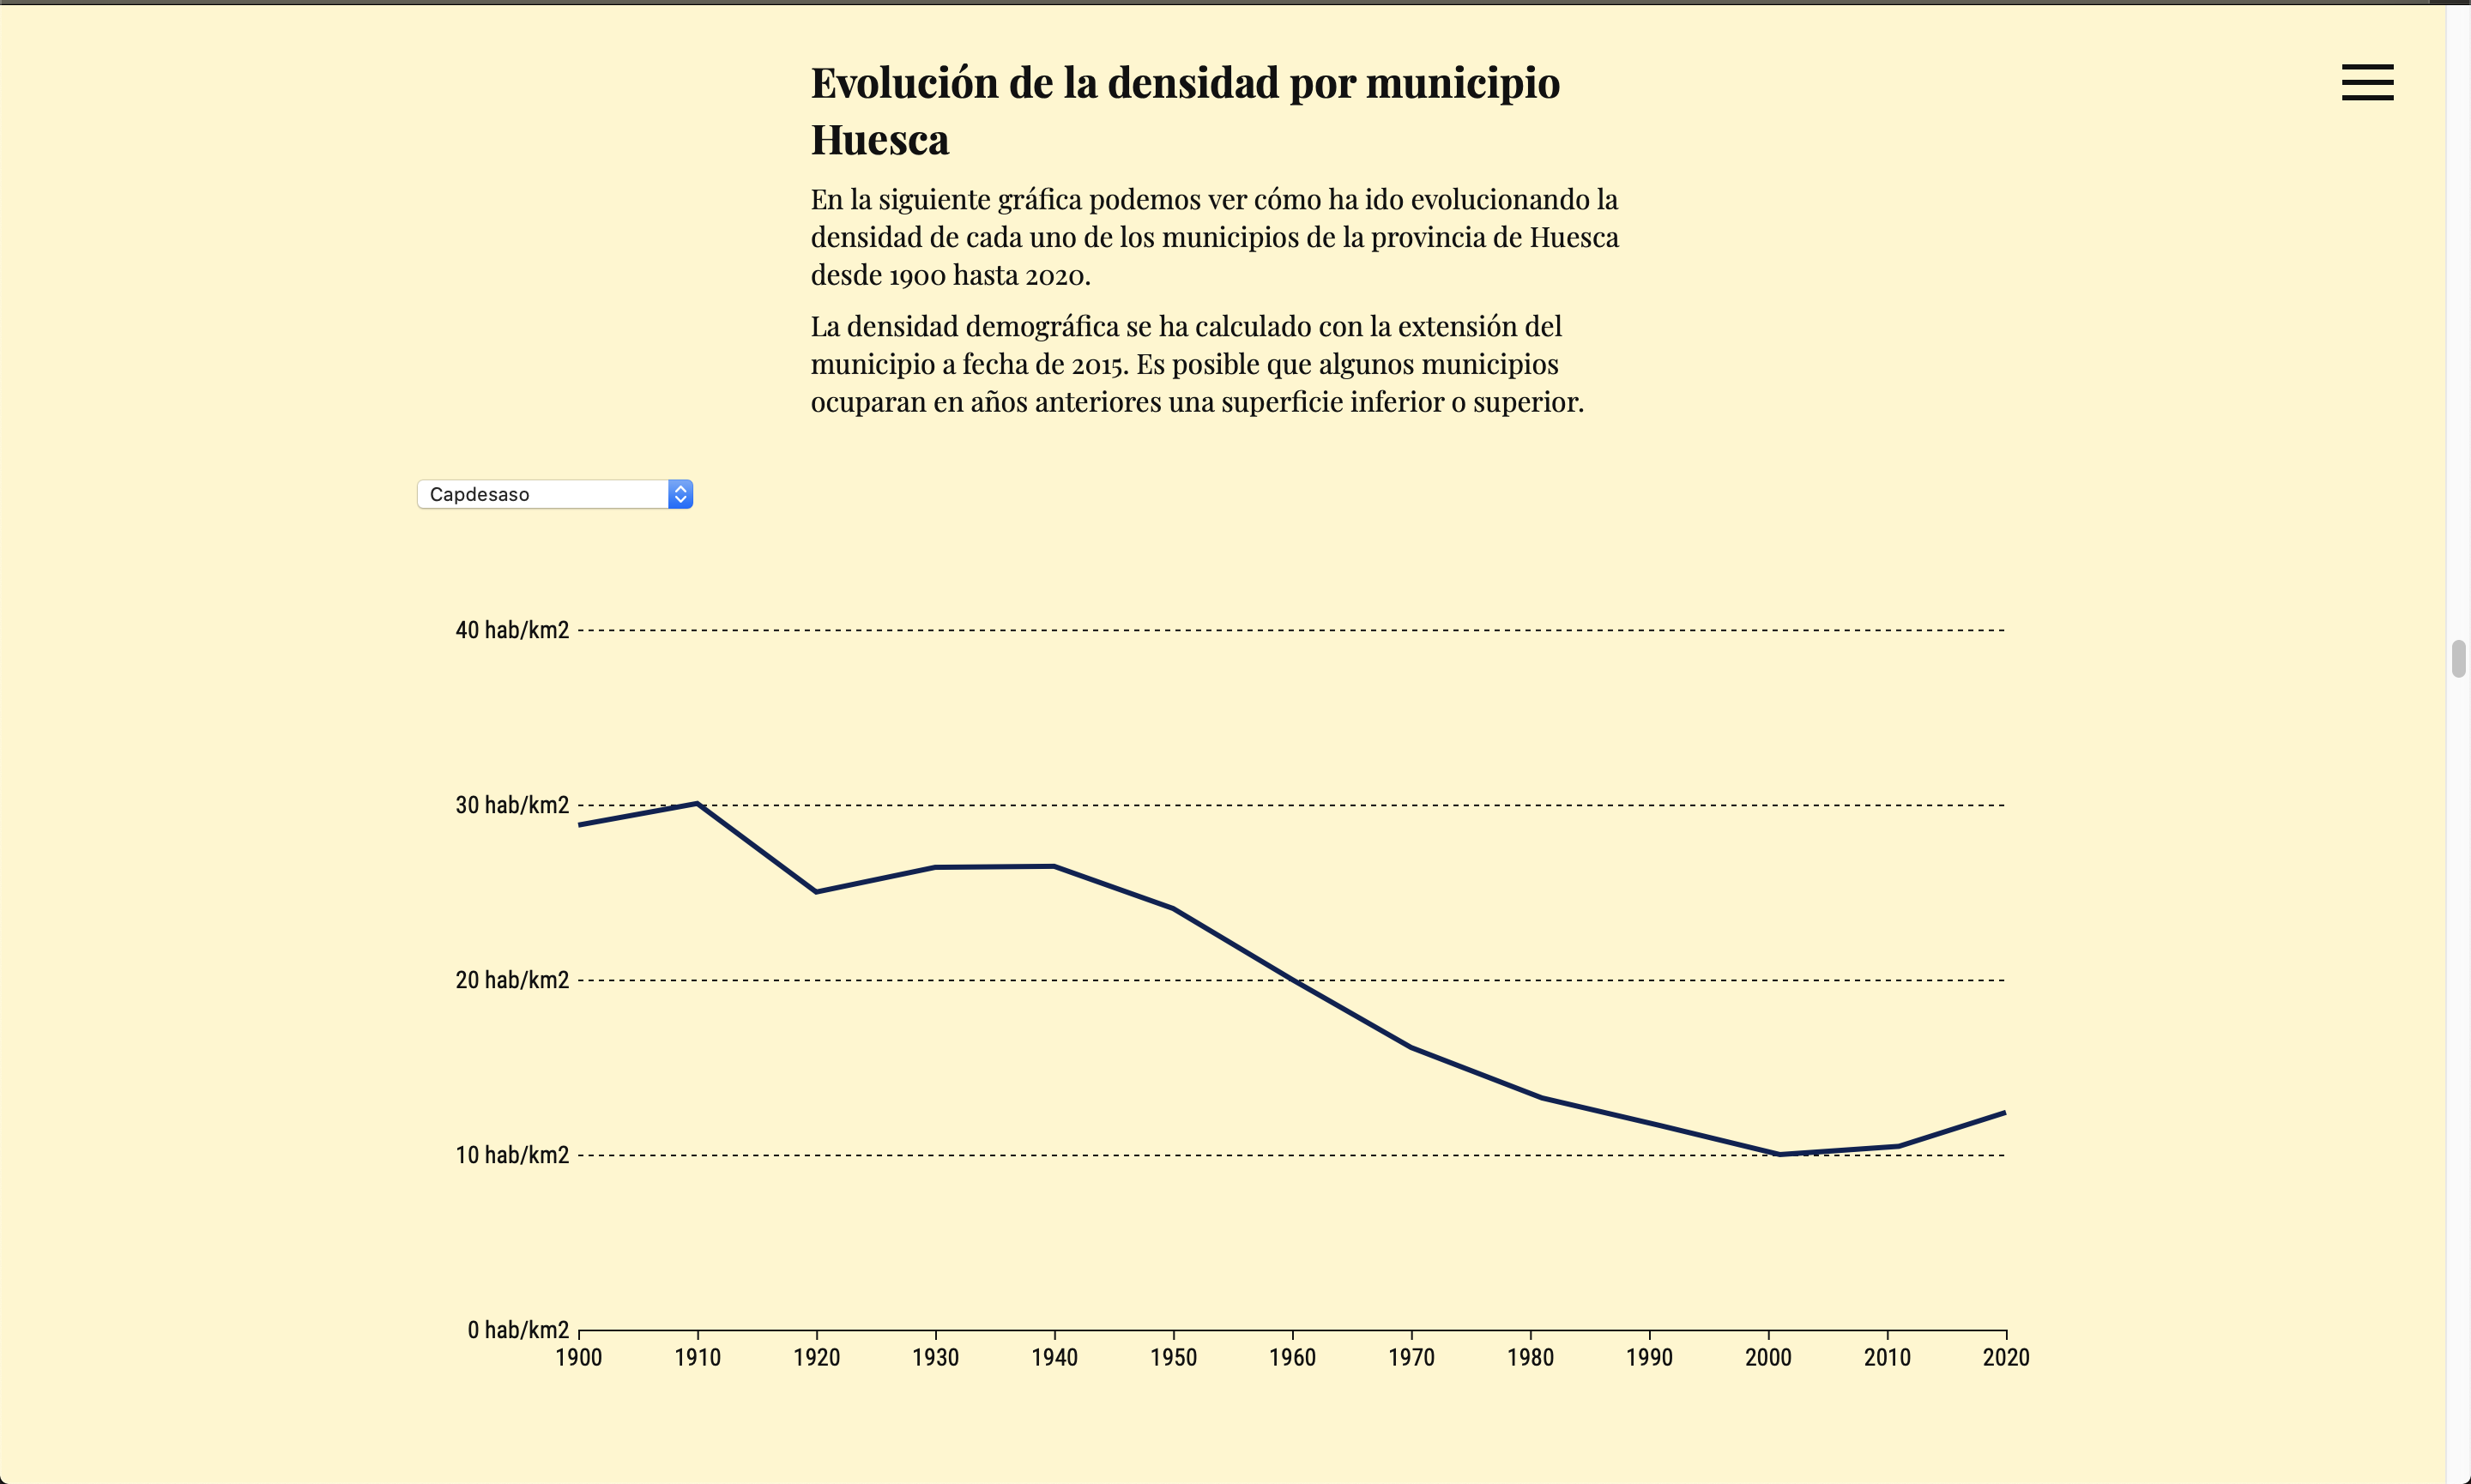 Evolución de la densidad por municipio
Huesca
En la siguiente gráfica podemos ver cómo ha ido evolucionando la
densidad de cada uno de los municipios de la provincia de Huesca
desde 1900 hasta 2020.
La densidad demográfica se ha calculado con la extensión del
municipio a fecha de 2015. Es posible que algunos municipios
ocuparan en años anteriores una superficie inferior o superior.
Capdesaso
40 hab/km2
30 hab/km2
20 hab/km2
10 hab/km2
0 hab/km2
1900 1910 1920 1930 1940 1950 1960 1970 1980 1990 2000 2010 2020